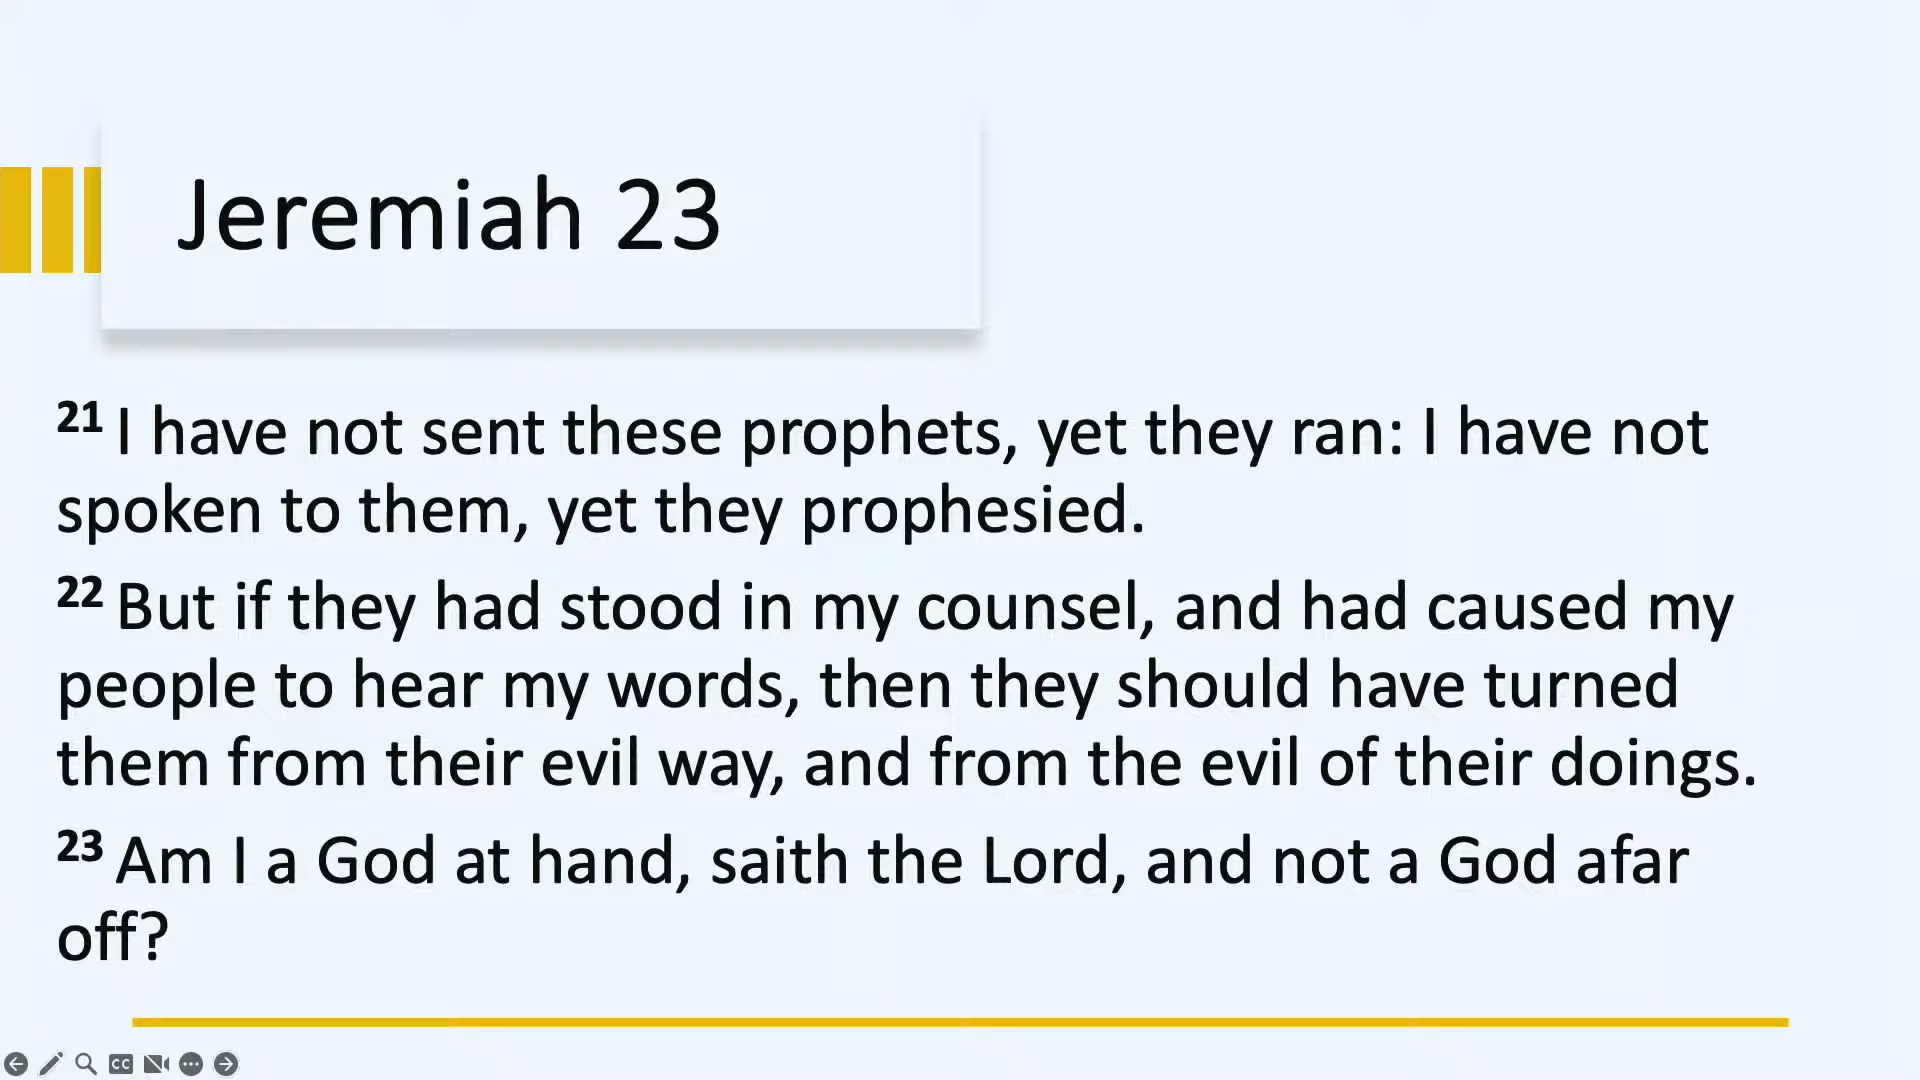 Jeremiah 23
21 I have not sent these prophets, yet they ran: I have not
spoken to them, yet they prophesied.
22 But if they had stood in my counsel, and had caused my
people to hear my words, then they should have turned
them from their evil way, and from the evil of their doings.
23 Am I a God at hand, saith the Lord, and not a God afar
off?
CC